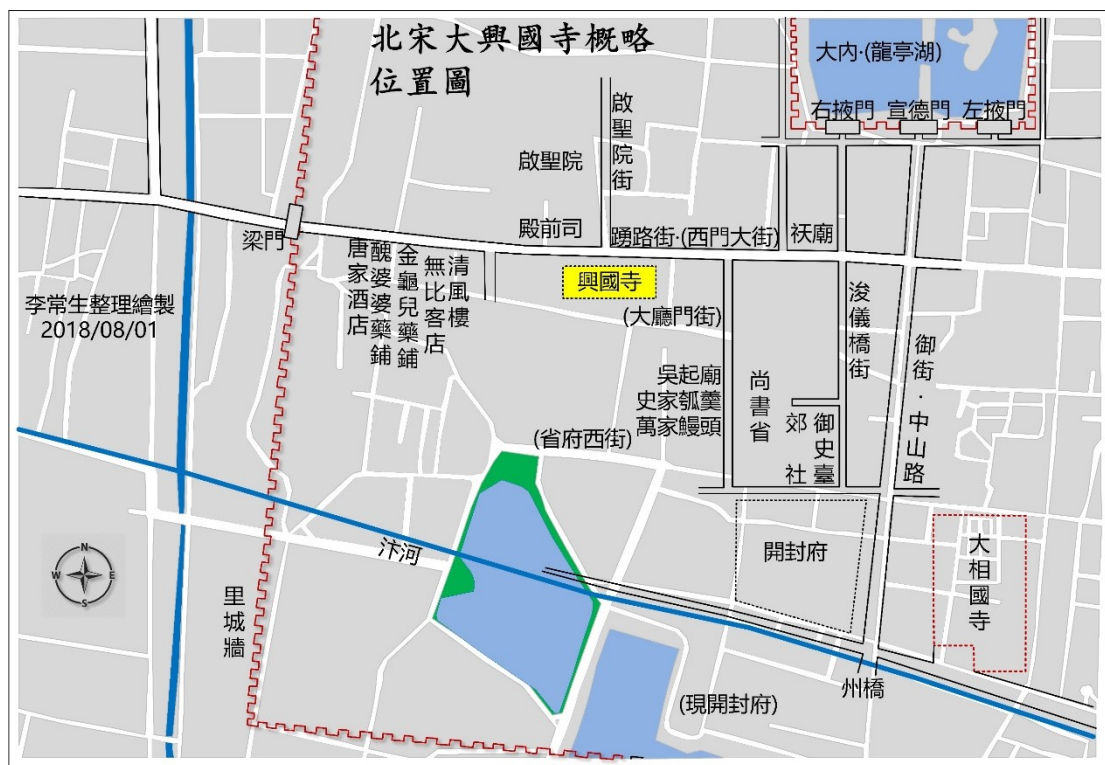 北宋大興國寺概略
位置圖
大內·(龍亭湖)
右掖門
宣德門
左掖門
啟聖院街
啟聖院
殿前司
踴路街·(西門大街)
祆廟
梁門
唐家酒店
醜婆婆藥鋪
金龜兒藥鋪
無比客店
清風樓
興國寺
(大廳門街)
浚儀橋街
御街·中山路
李常生整理繪製
2018/08/01
吳起廟
史家瓠羹
萬家饅頭
尚書省
御史臺
郊社
(省府西街)
開封府
大相國寺
汴河
里城牆
州橋
(現開封府)
N
W
E
S